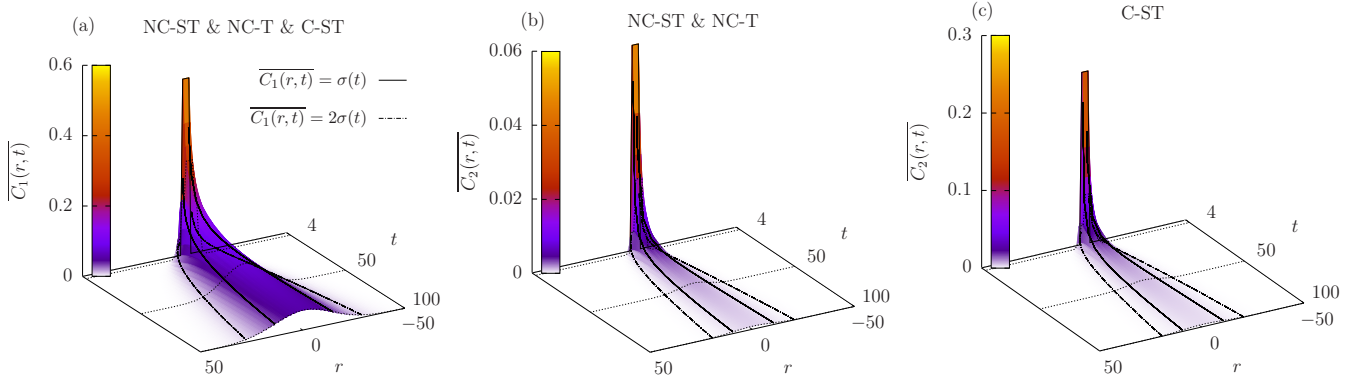 (a)
NC-ST & NC-T & C-ST
C₁(r,t)
0.6
0.4
0.2
0
C₁(r,t) = σ(t)
C₁(r,t) = 2σ(t)
4
50
100
t
−50
0
50
r
(b)
NC-ST & NC-T
C₂(r,t)
0.06
0.04
0.02
0
4
50
100
t
−50
0
50
r
(c)
C-ST
C₂(r,t)
0.3
0.2
0.1
0
4
50
100
t
−50
0
50
r